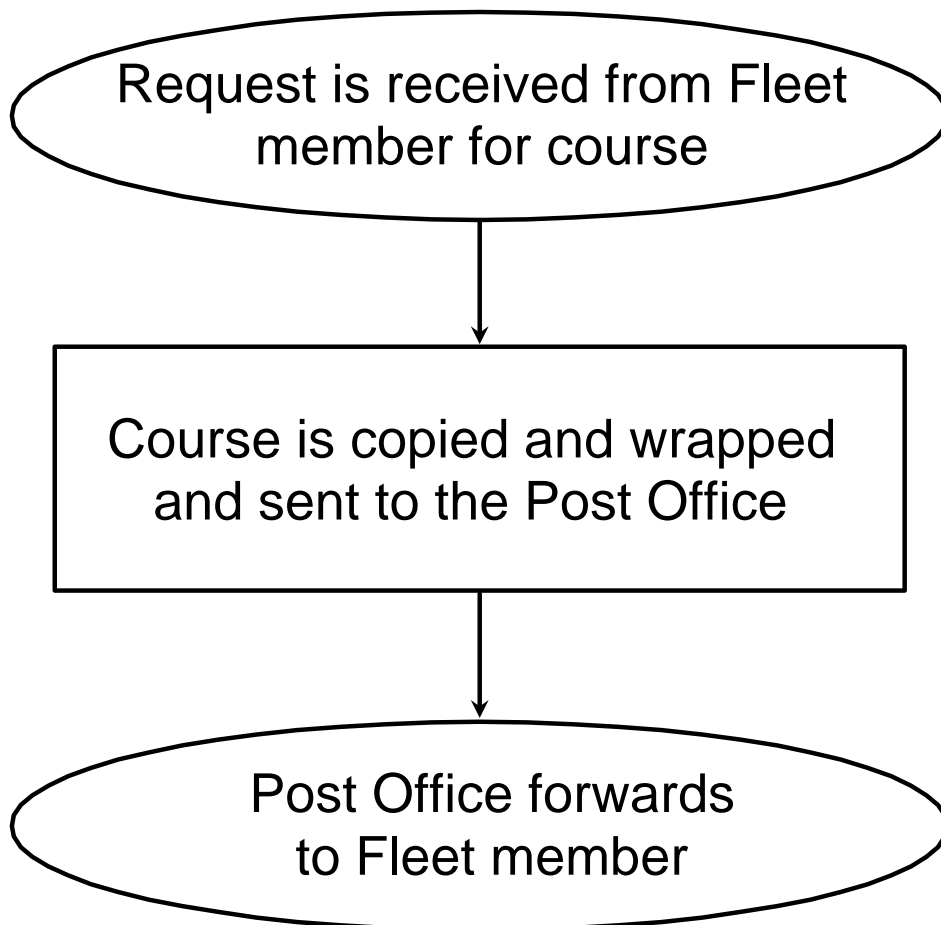 Request is received from Fleet
member for course
Course is copied and wrapped
and sent to the Post Office
Post Office forwards
to Fleet member